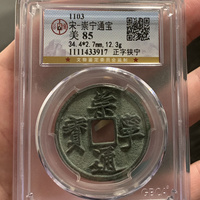 1103
宋-崇宁通宝
美 85
34.4*2.7mm,12.3g
1111433917 正字狭宁
崇
寧
通
寶